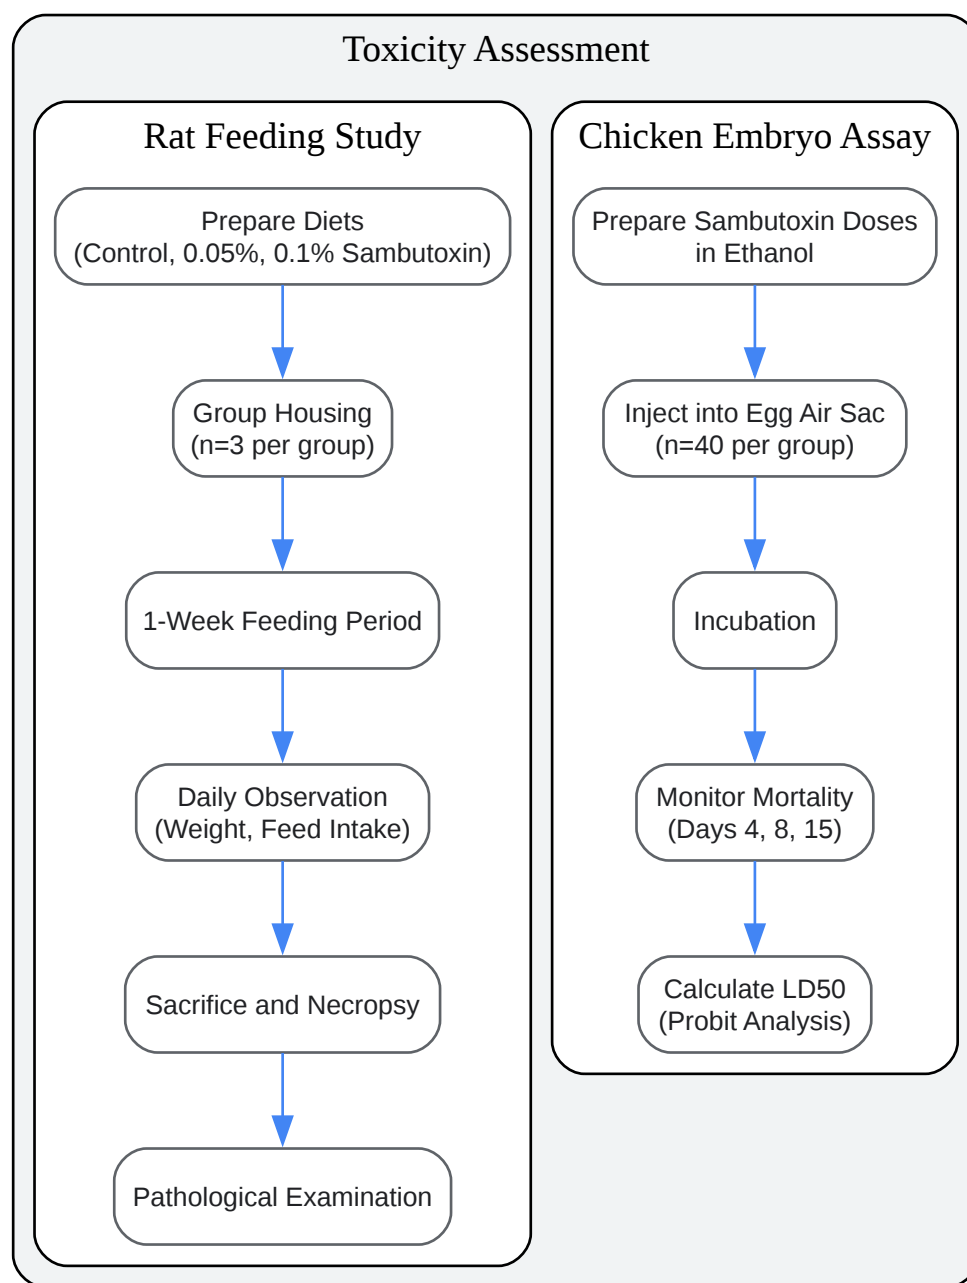 Toxicity Assessment
Rat Feeding Study
Prepare Diets
(Control, 0.05%, 0.1% Sambutoxin)
Group Housing
(n=3 per group)
1-Week Feeding Period
Daily Observation
(Weight, Feed Intake)
Sacrifice and Necropsy
Pathological Examination
Chicken Embryo Assay
Prepare Sambutoxin Doses
in Ethanol
Inject into Egg Air Sac
(n=40 per group)
Incubation
Monitor Mortality
(Days 4, 8, 15)
Calculate LD50
(Probit Analysis)